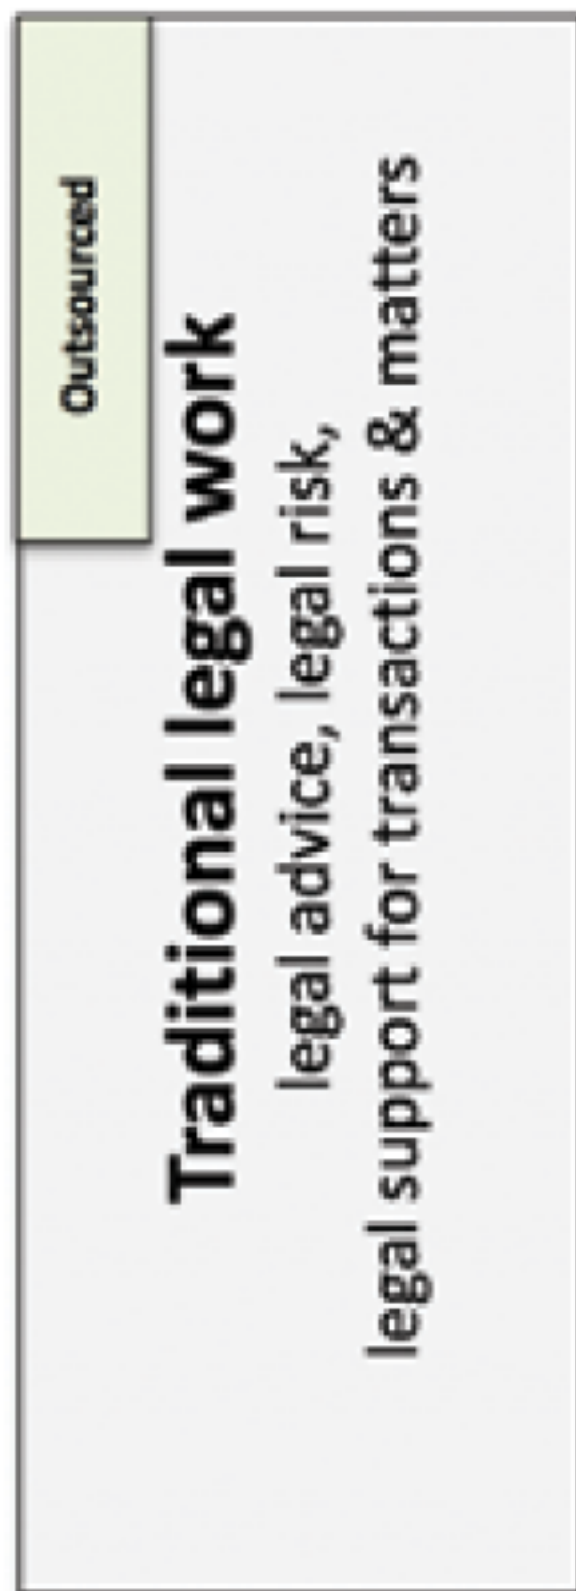 Outsourced
Traditional legal work
legal advice, legal risk,
legal support for transactions & matters